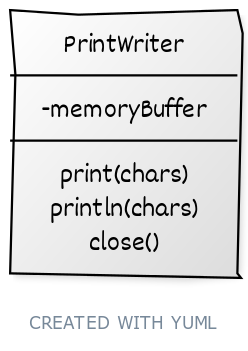 PrintWriter
-memoryBuffer
print(chars)
println(chars)
close()
CREATED WITH YUML